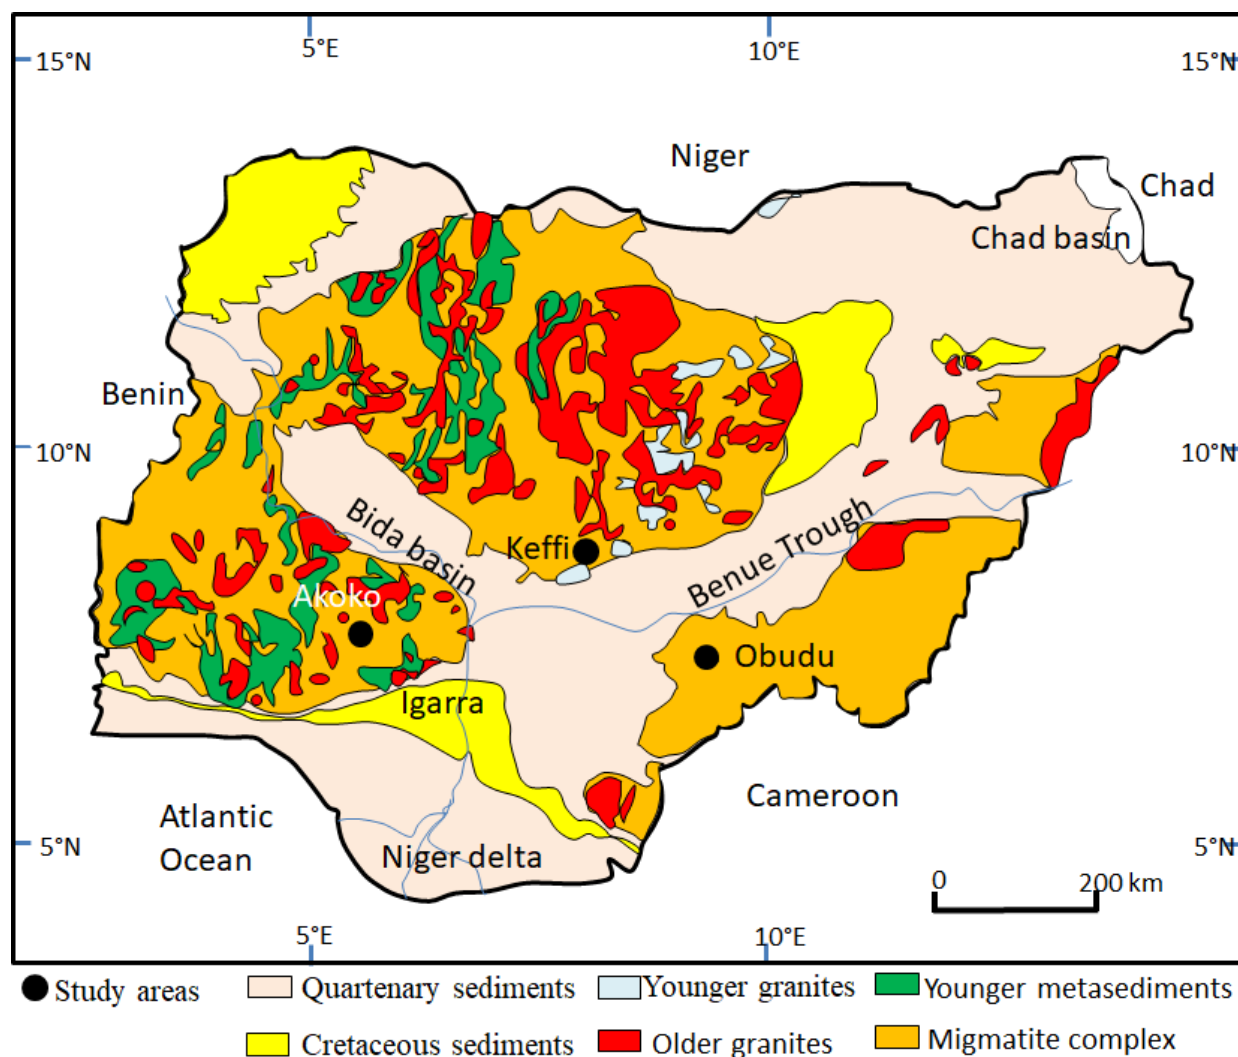 5°E
10°E
15°N
15°N
Niger
Chad
Chad basin
Benin
10°N
10°N
Bida basin
Keffi
Benue Trough
Akoko
Obudu
Igarra
Cameroon
Atlantic
Ocean
Niger delta
5°N
5°N
0
200 km
5°E
10°E
Study areas
Quartenary sediments
Younger granites
Younger metasediments
Cretaceous sediments
Older granites
Migmatite complex